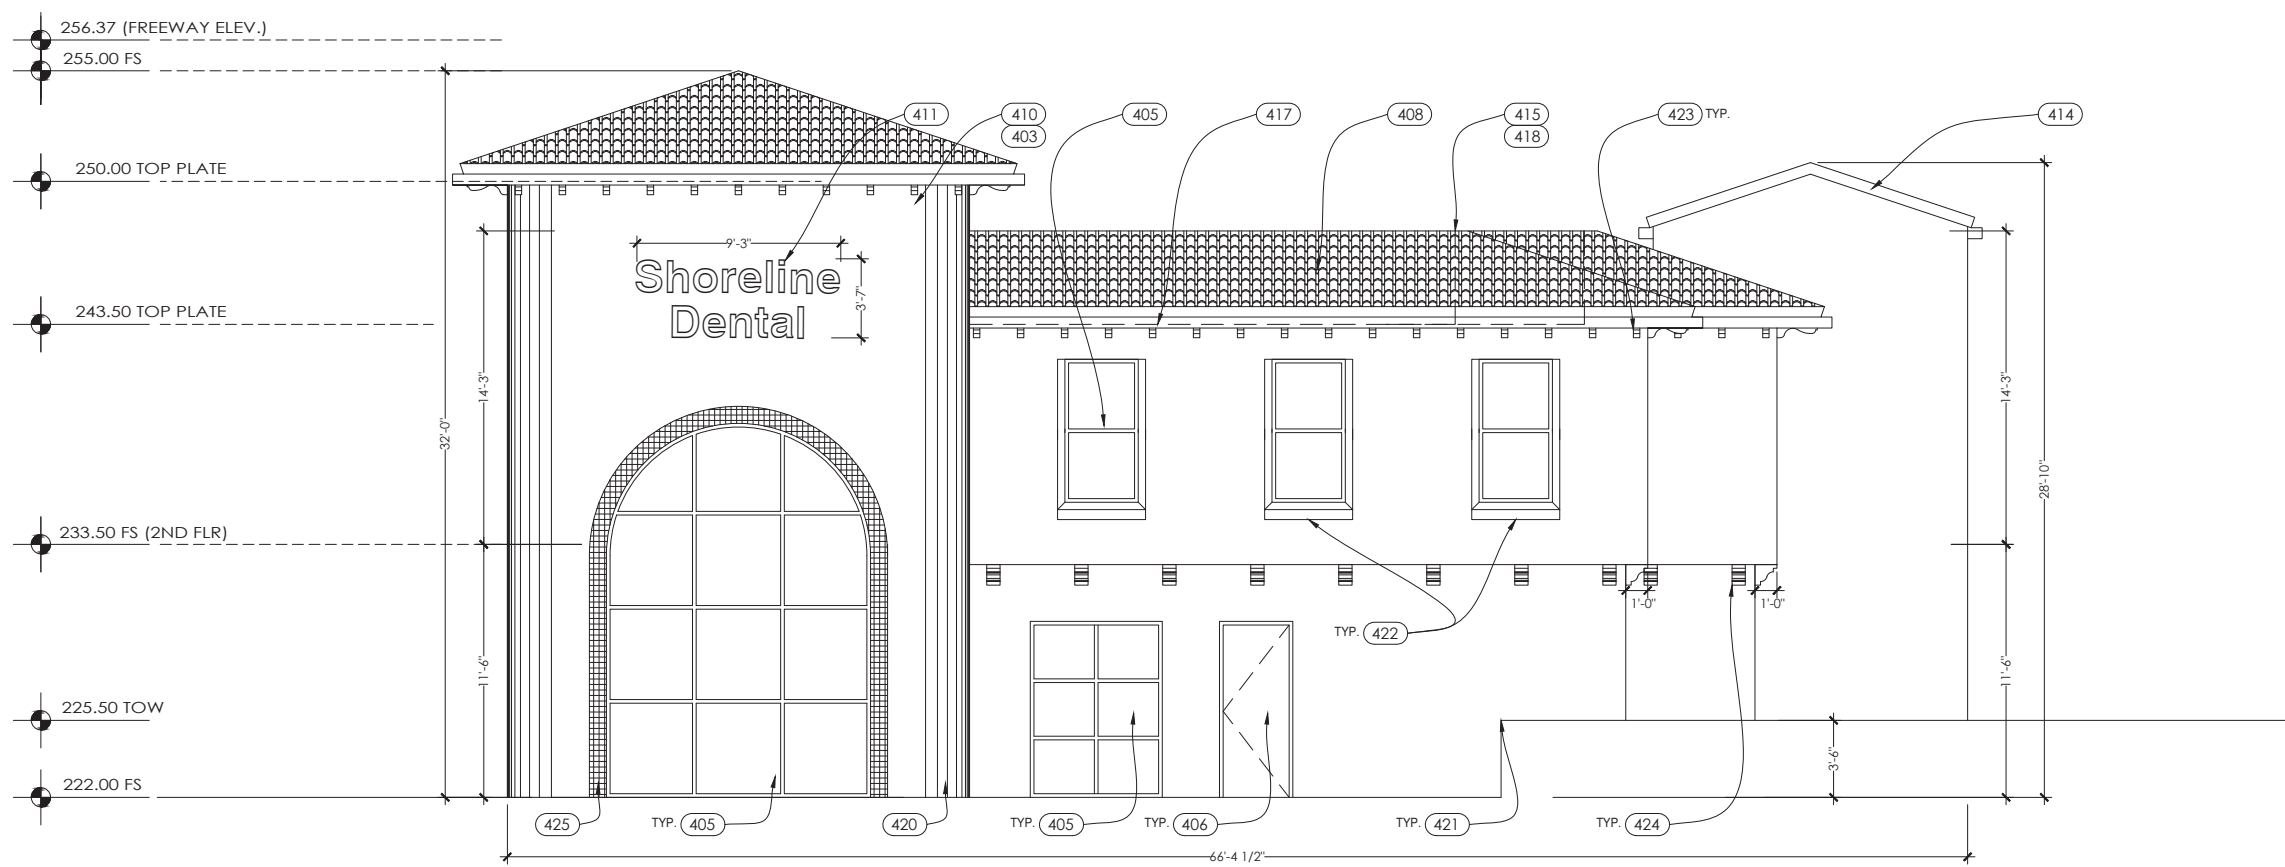 256.37 (FREEWAY ELEV.)
255.00 FS
250.00 TOP PLATE
243.50 TOP PLATE
233.50 FS (2ND FLR)
225.50 TOW
222.00 FS
411
410
403
405
417
408
415
418
423 TYP.
414
9'-3"
Shoreline
Dental
3'-7"
14'-3"
32'-0"
11'-6"
14'-3"
28'-10"
11'-6"
3'-6"
1'-0"
1'-0"
TYP. 422
425
TYP. 405
420
TYP. 405
TYP. 406
TYP. 421
TYP. 424
66'-4 1/2"